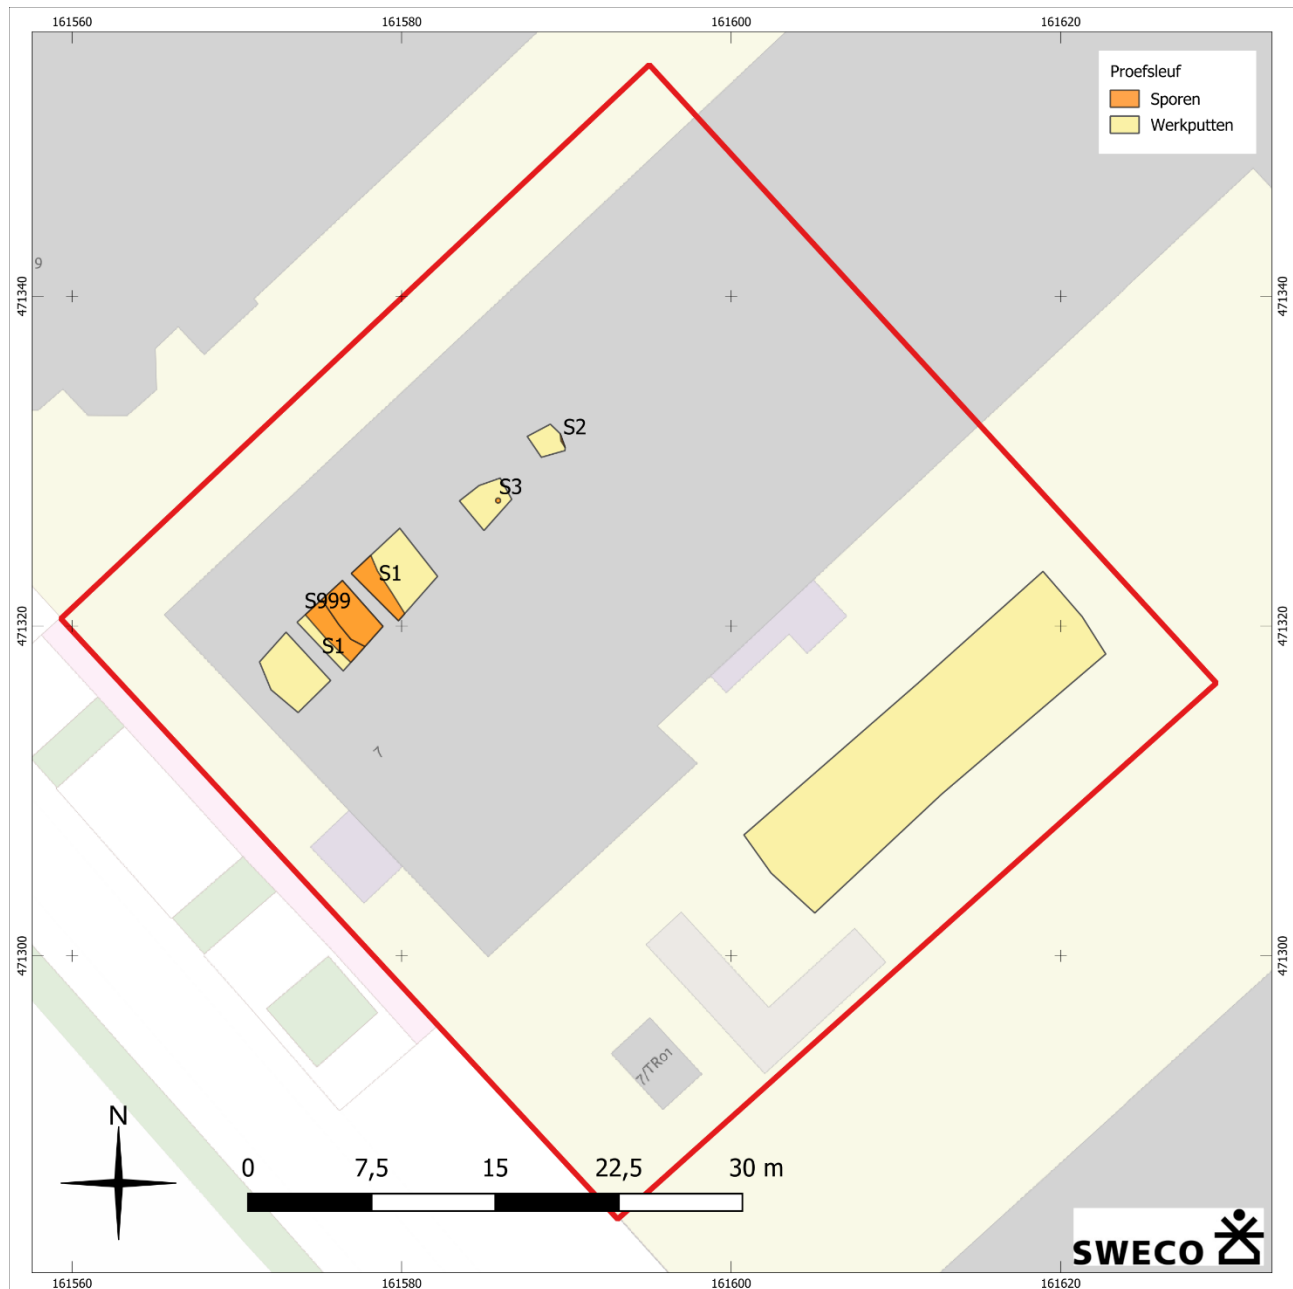 161560 161580 161600 161620
Proefsleuf
Sporen
Werkputten
9
471340 471340
S2
S3
S1
S999
471320 471320
S1
7
471300 471300
7/TR01
N
0 7,5 15 22,5 30 m
SWECO
161560 161580 161600 161620